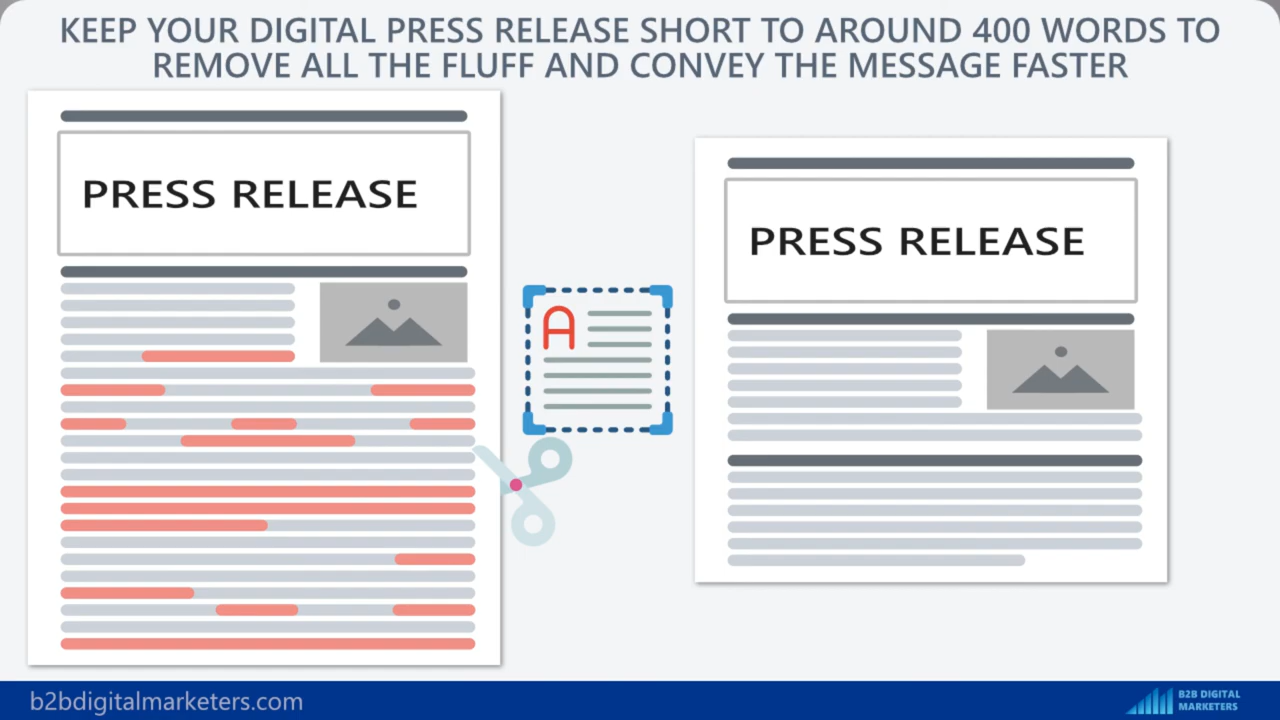 KEEP YOUR DIGITAL PRESS RELEASE SHORT TO AROUND 400 WORDS TO
REMOVE ALL THE FLUFF AND CONVEY THE MESSAGE FASTER
PRESS RELEASE
PRESS RELEASE
A
b2bdigitalmarketers.com
B2B DIGITAL
MARKETERS